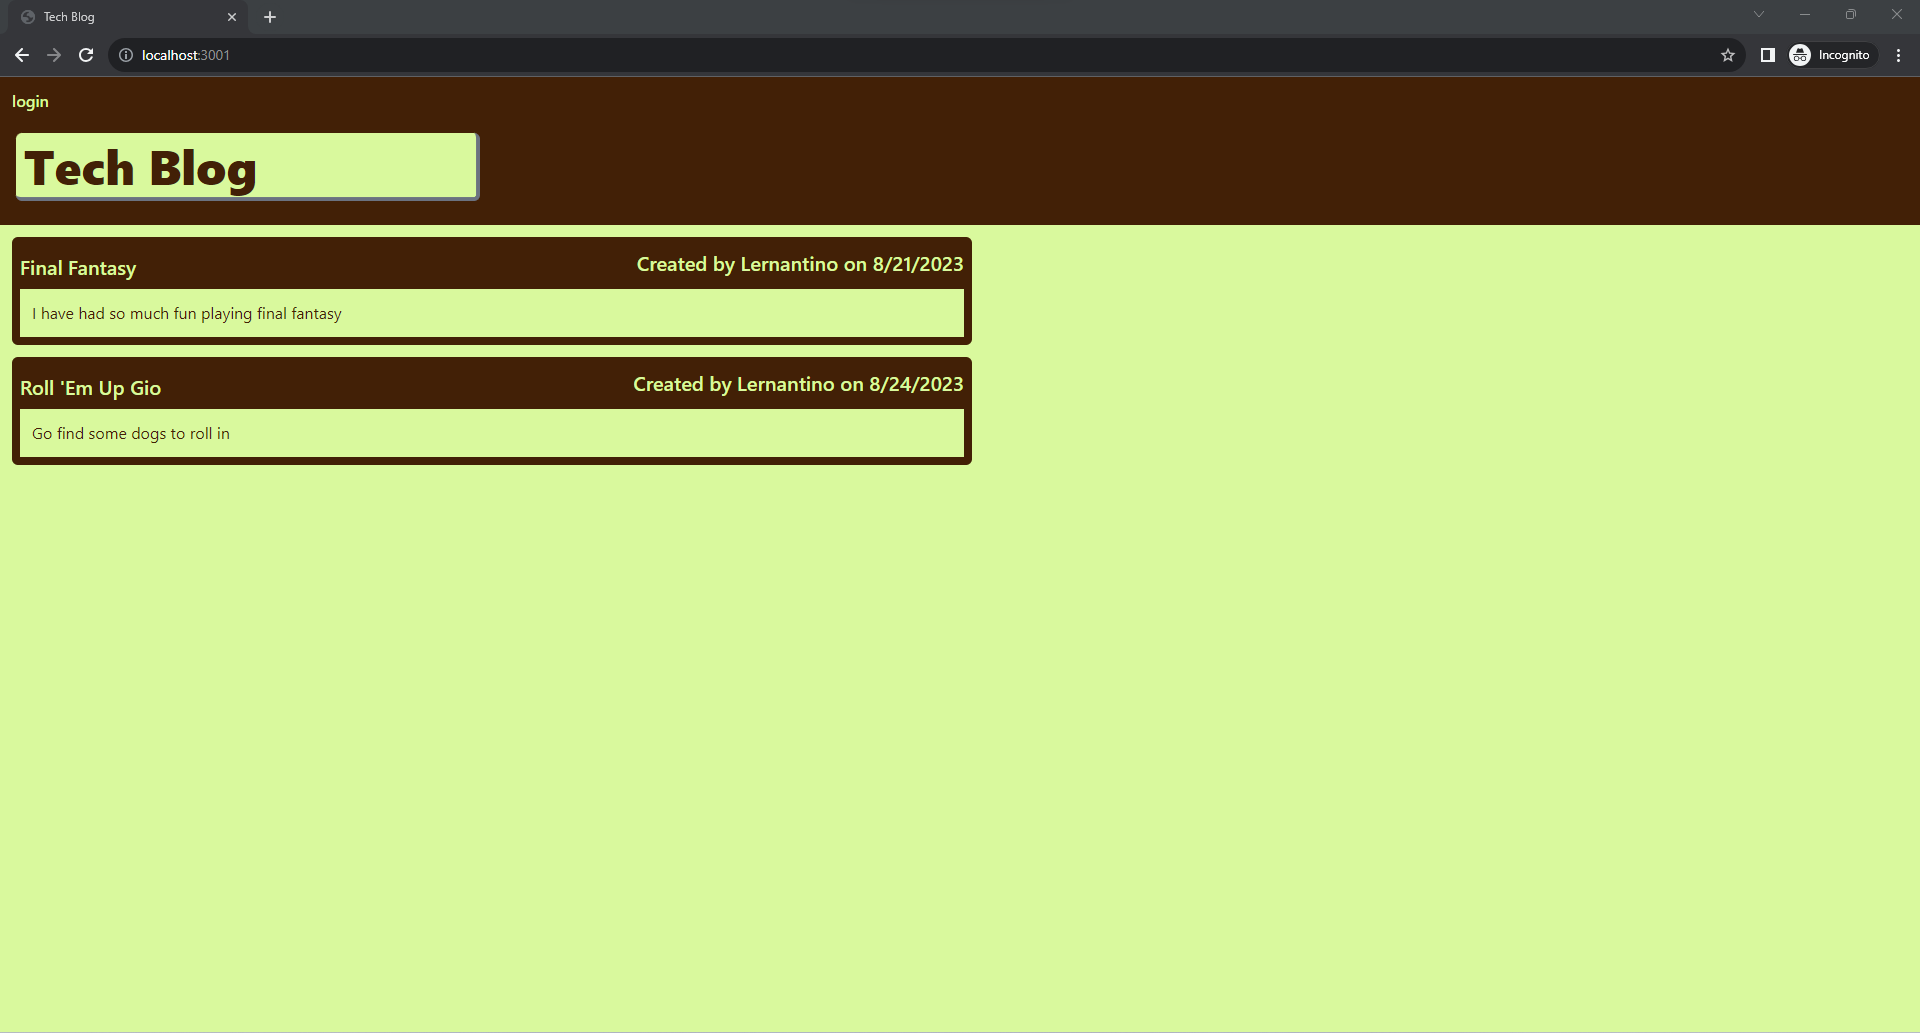 Tech Blog
localhost:3001
Incognito
login
Tech Blog
Final Fantasy
Created by Lernantino on 8/21/2023
I have had so much fun playing final fantasy
Roll 'Em Up Gio
Created by Lernantino on 8/24/2023
Go find some dogs to roll in